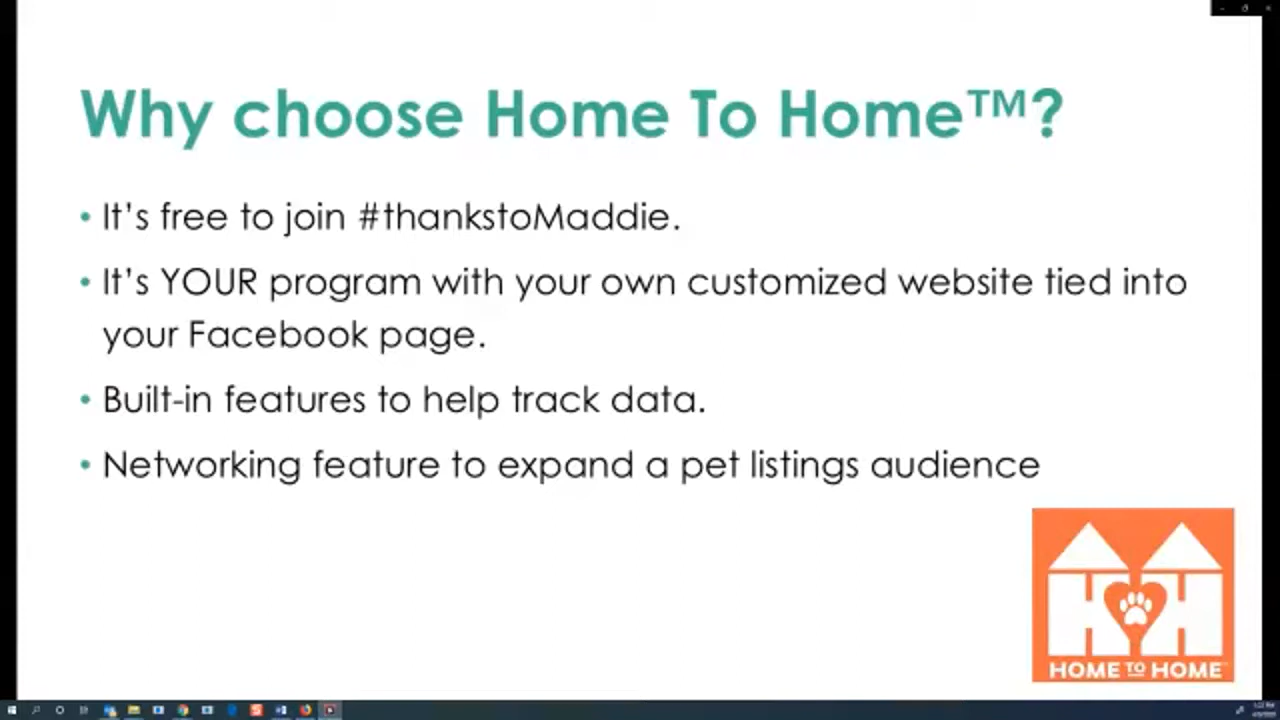 Why choose Home To Home™?
• It's free to join #thankstoMaddie.
• It's YOUR program with your own customized website tied into
your Facebook page.
• Built-in features to help track data.
• Networking feature to expand a pet listings audience
HOME TO HOME